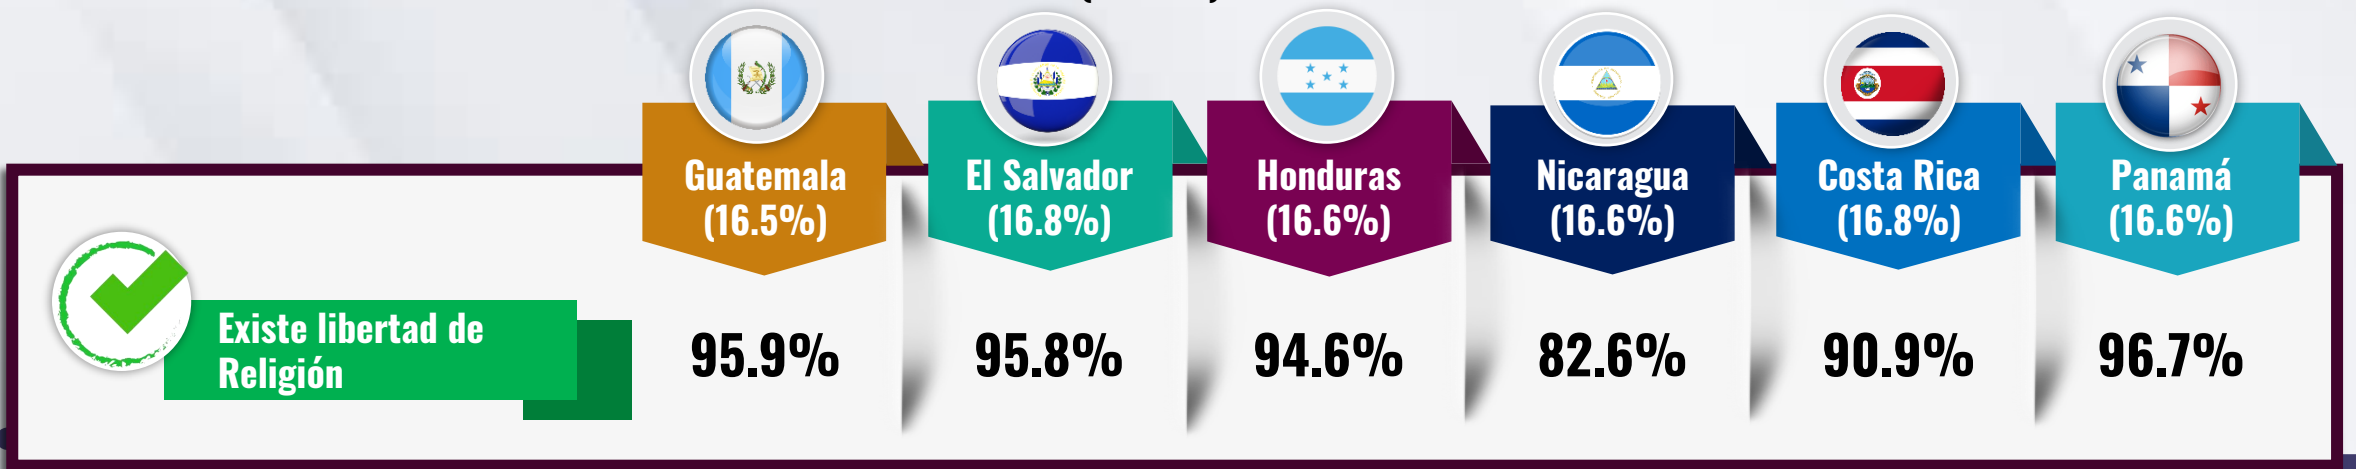 Guatemala
(16.5%)
El Salvador
(16.8%)
Honduras
(16.6%)
Nicaragua
(16.6%)
Costa Rica
(16.8%)
Panamá
(16.6%)
Existe libertad de
Religión
95.9%
95.8%
94.6%
82.6%
90.9%
96.7%